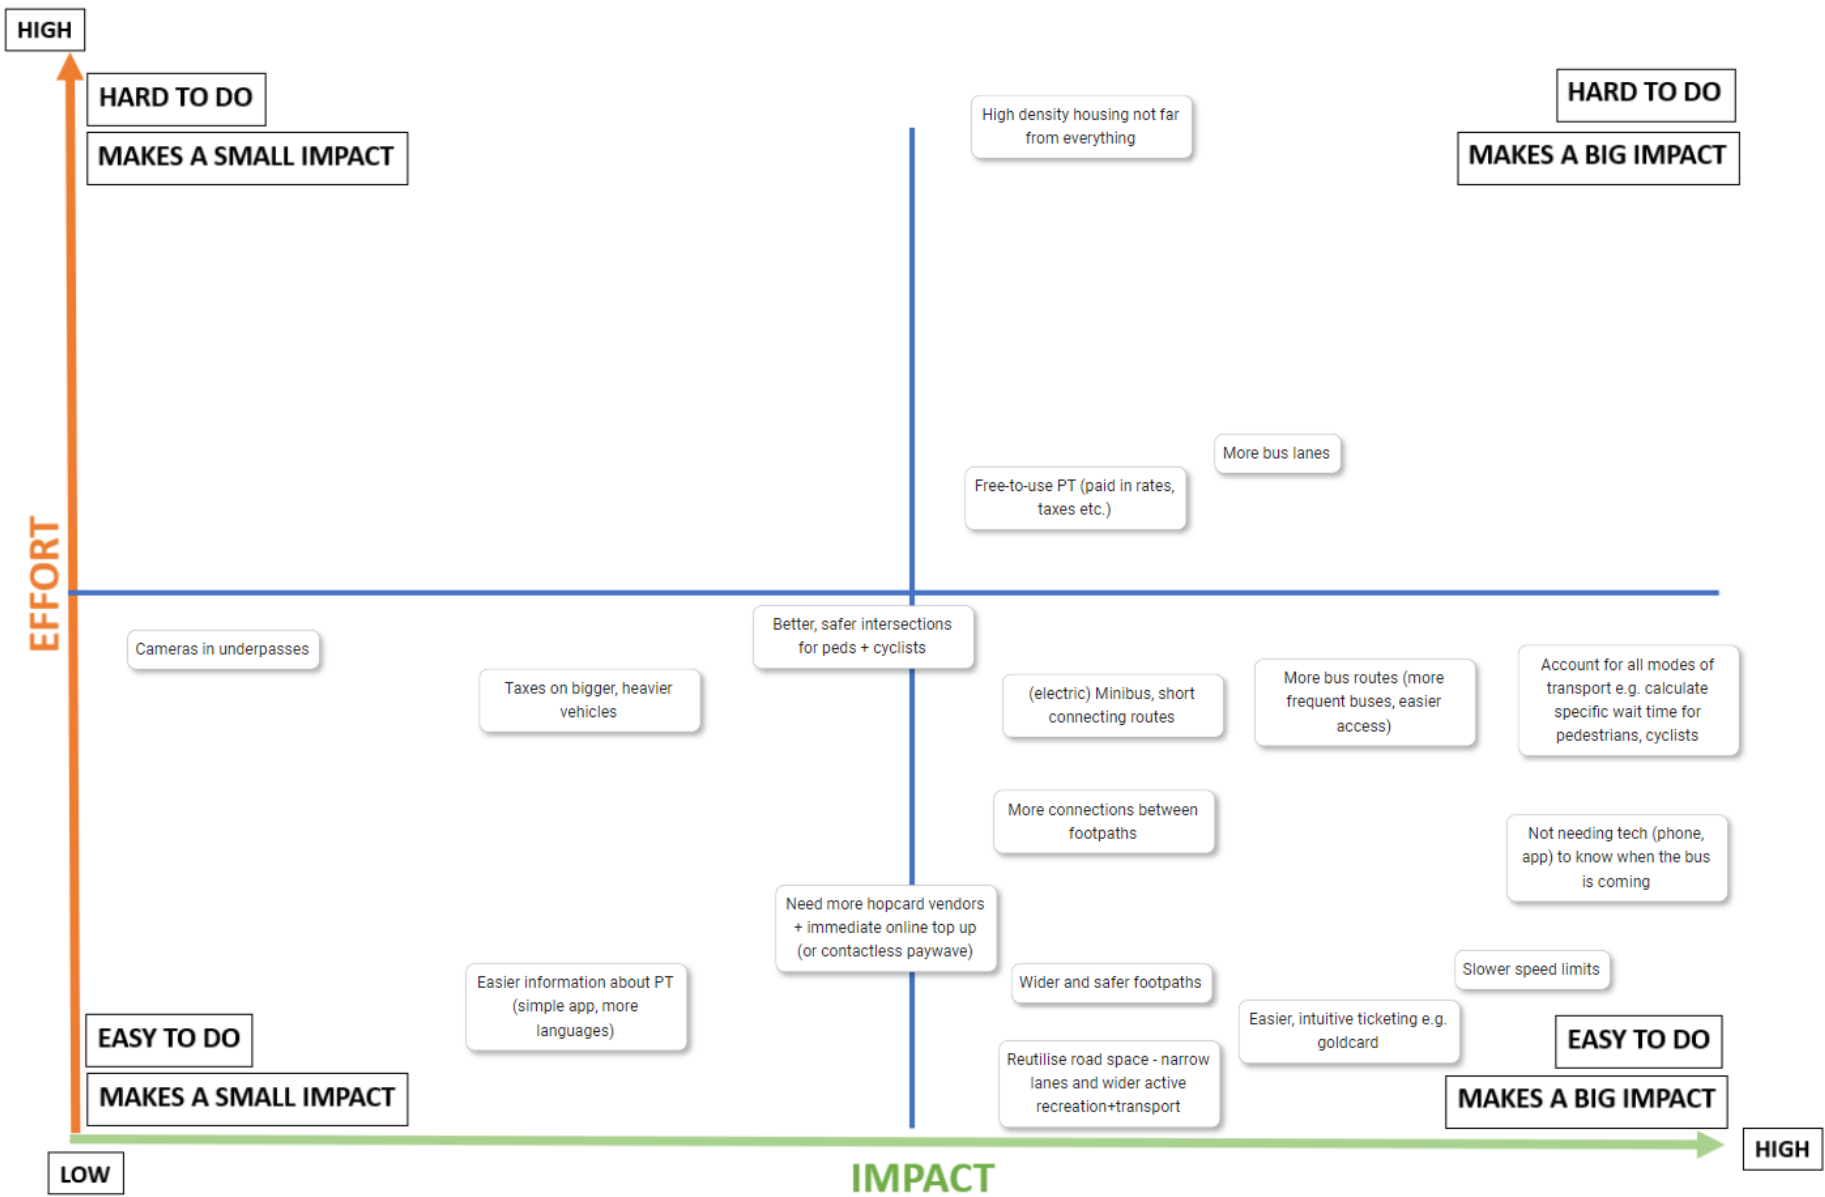 HIGH
HARD TO DO
MAKES A SMALL IMPACT
HARD TO DO
MAKES A BIG IMPACT
High density housing not far
from everything
More bus lanes
Free-to-use PT (paid in rates,
taxes etc.)
EFFORT
Cameras in underpasses
Taxes on bigger, heavier
vehicles
Better, safer intersections
for peds + cyclists
(electric) Minibus, short
connecting routes
More bus routes (more
frequent buses, easier
access)
Account for all modes of
transport e.g. calculate
specific wait time for
pedestrians, cyclists
More connections between
footpaths
Not needing tech (phone,
app) to know when the bus
is coming
Need more hopcard vendors
+ immediate online top up
(or contactless paywave)
Easier information about PT
(simple app, more
languages)
Wider and safer footpaths
Slower speed limits
Easier, intuitive ticketing e.g.
goldcard
Reutilise road space - narrow
lanes and wider active
recreation+transport
EASY TO DO
MAKES A SMALL IMPACT
EASY TO DO
MAKES A BIG IMPACT
LOW
IMPACT
HIGH